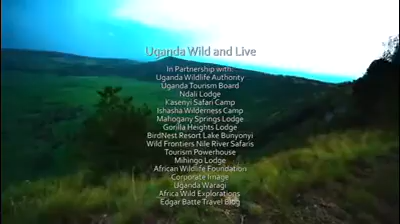 Uganda Wild and Live
In Partnership with:
Uganda Wildlife Authority
Uganda Tourism Board
Ndali Lodge
Kasenyi Safari Camp
Ishasha Wilderness Camp
Mahogany Springs Lodge
Gorilla Heights Lodge
BirdNest Resort Lake Bunyonyi
Wild Frontiers Nile River Safaris
Tourism Powerhouse
Mihingo Lodge
African Wildlife Foundation
Corporate Image
Uganda Waragi
Africa Wild Explorations
Edgar Batte Travel Blog